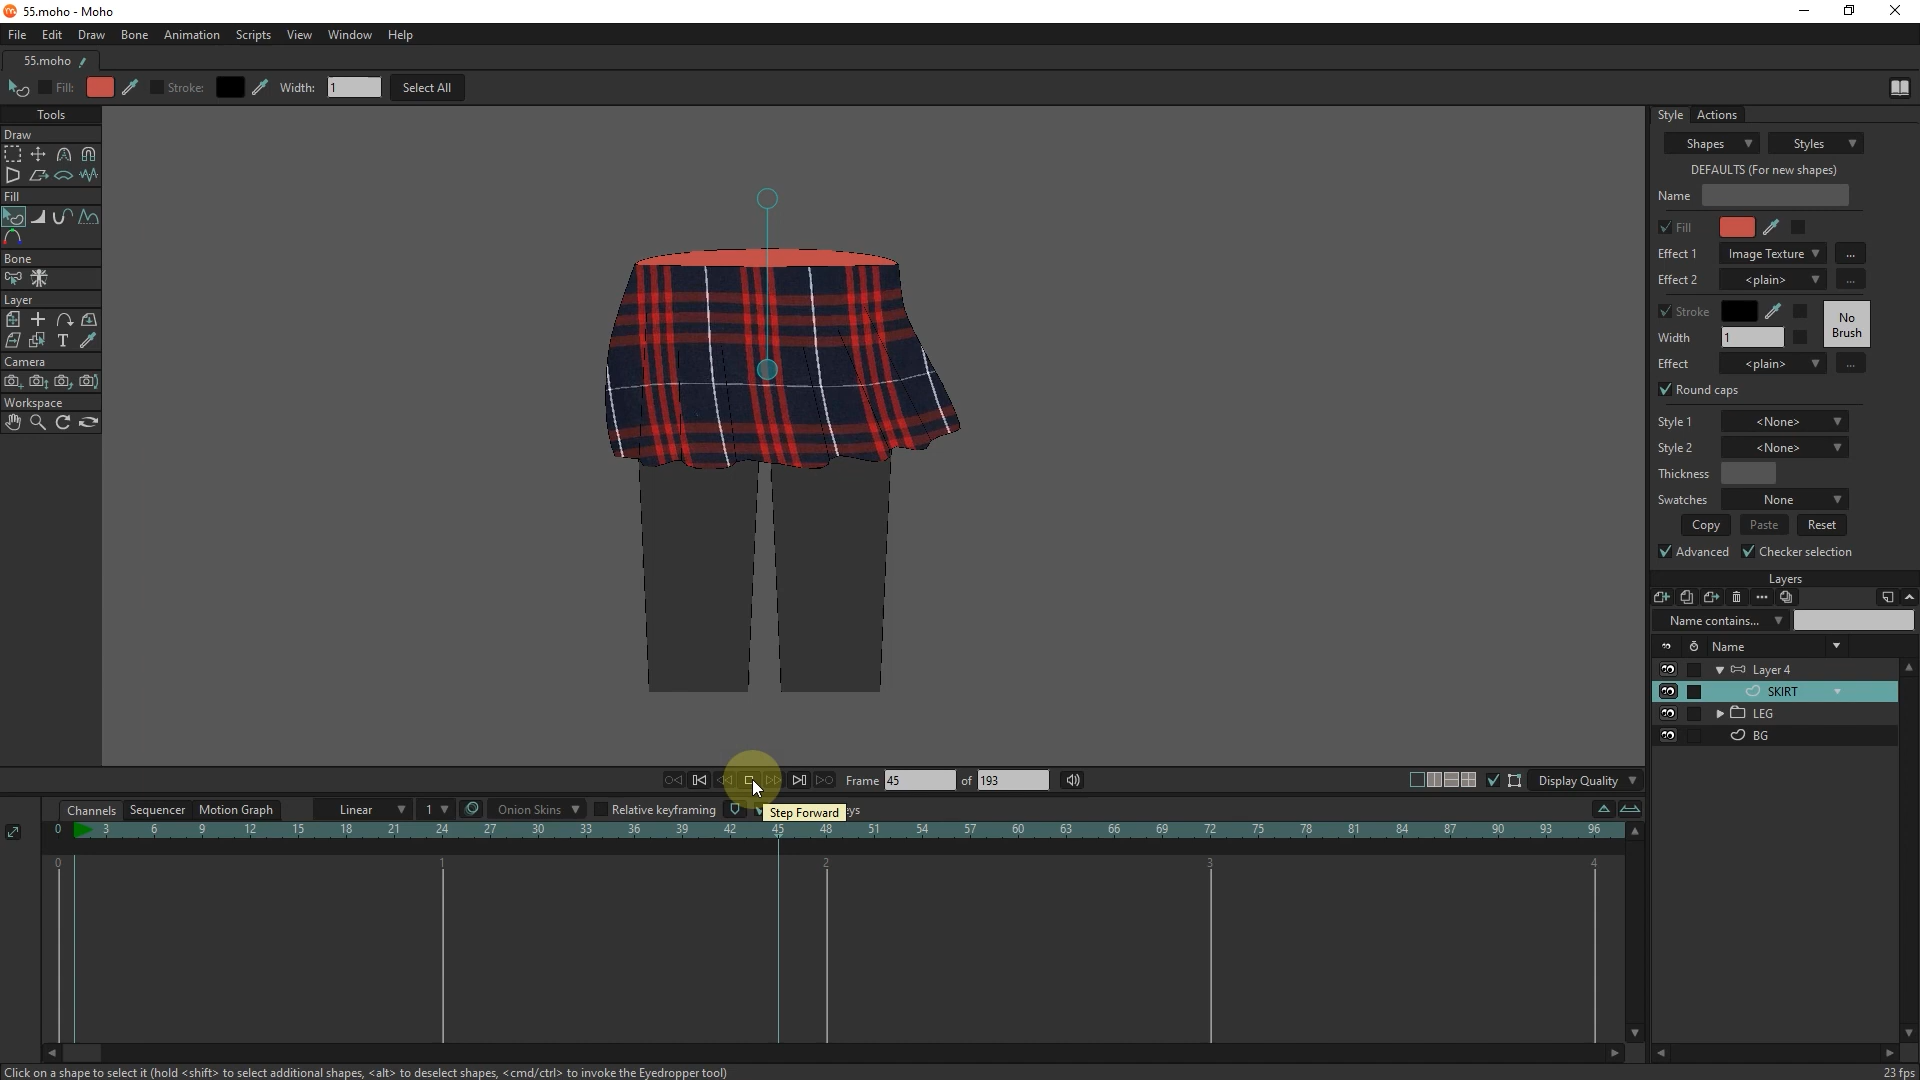 55.moho - Moho
File Edit Draw Bone Animation Scripts View Window Help
55.moho
Fill: Stroke: Width: 1 Select All
Tools
Draw
Fill
Bone
Layer
Camera
Workspace
Style Actions
Shapes Styles
DEFAULTS (For new shapes)
Name
Fill
Effect 1 Image Texture ...
Effect 2 <plain> ...
Stroke
No
Brush
Width 1
Effect <plain> ...
Round caps
Style 1 <None>
Style 2 <None>
Thickness
Swatches None
Copy Paste Reset
Advanced Checker selection
Layers
Name contains...
Name
Layer 4
SKIRT
LEG
BG
Frame 45 of 193 Display Quality
Channels Sequencer Motion Graph Linear 1 Onion Skins Relative keyframing
Step Forward
0 3 6 9 12 15 18 21 24 27 30 33 36 39 42 45 48 51 54 57 60 63 66 69 72 75 78 81 84 87 90 93 96
0 1 2 3 4
Click on a shape to select it (hold <shift> to select additional shapes, <alt> to deselect shapes, <cmd/ctrl> to invoke the Eyedropper tool) 23 fps